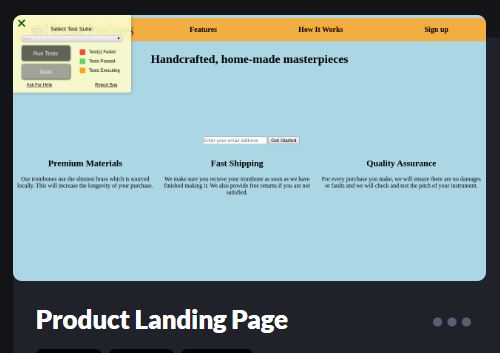 Select Test Suite:
Features
How It Works
Sign up
Run Tests
Tests
Test(s) Failed
Tests Passed
Tests Executing
Ask For Help
Report Bug
Handcrafted, home-made masterpieces
Enter your email address
Get Started
Premium Materials
Our trombones use the shiniest brass which is sourced
locally. This will increase the longevity of your purchase.
Fast Shipping
We make sure you recieve your trombone as soon as we have
finished making it. We also provide free returns if you are not
satisfied.
Quality Assurance
For every purchase you make, we will ensure there are no damages
or faults and we will check and test the pitch of your instrument.
Product Landing Page